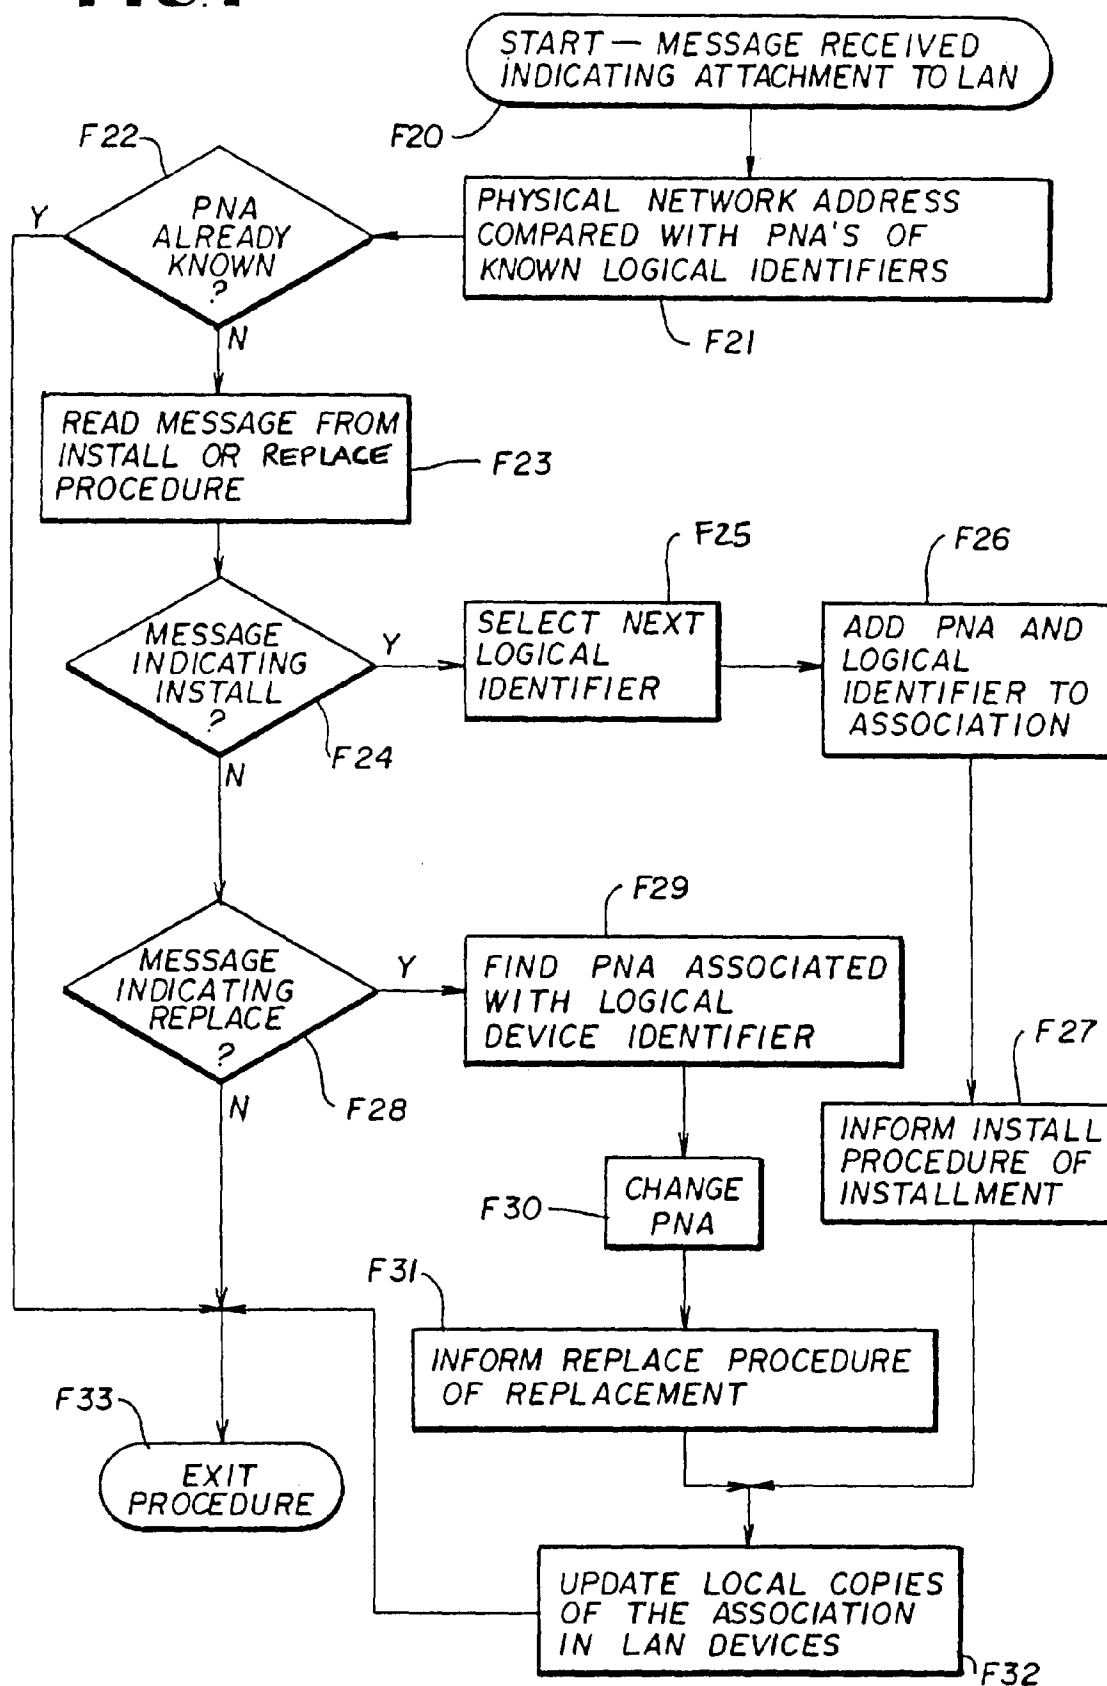 START — MESSAGE RECEIVED
INDICATING ATTACHMENT TO LAN
F20
F22
PHYSICAL NETWORK ADDRESS
COMPARED WITH PNA'S OF
KNOWN LOGICAL IDENTIFIERS
F21
PNA
ALREADY
KNOWN
?
Y
N
READ MESSAGE FROM
INSTALL OR REPLACE
PROCEDURE
F23
MESSAGE
INDICATING
INSTALL
?
Y
N
F24
F25
SELECT NEXT
LOGICAL
IDENTIFIER
F26
ADD PNA AND
LOGICAL
IDENTIFIER TO
ASSOCIATION
MESSAGE
INDICATING
REPLACE
?
Y
N
F28
F29
FIND PNA ASSOCIATED
WITH LOGICAL
DEVICE IDENTIFIER
F27
INFORM INSTALL
PROCEDURE OF
INSTALLMENT
F30
CHANGE
PNA
F31
INFORM REPLACE PROCEDURE
OF REPLACEMENT
F33
EXIT
PROCEDURE
UPDATE LOCAL COPIES
OF THE ASSOCIATION
IN LAN DEVICES
F32